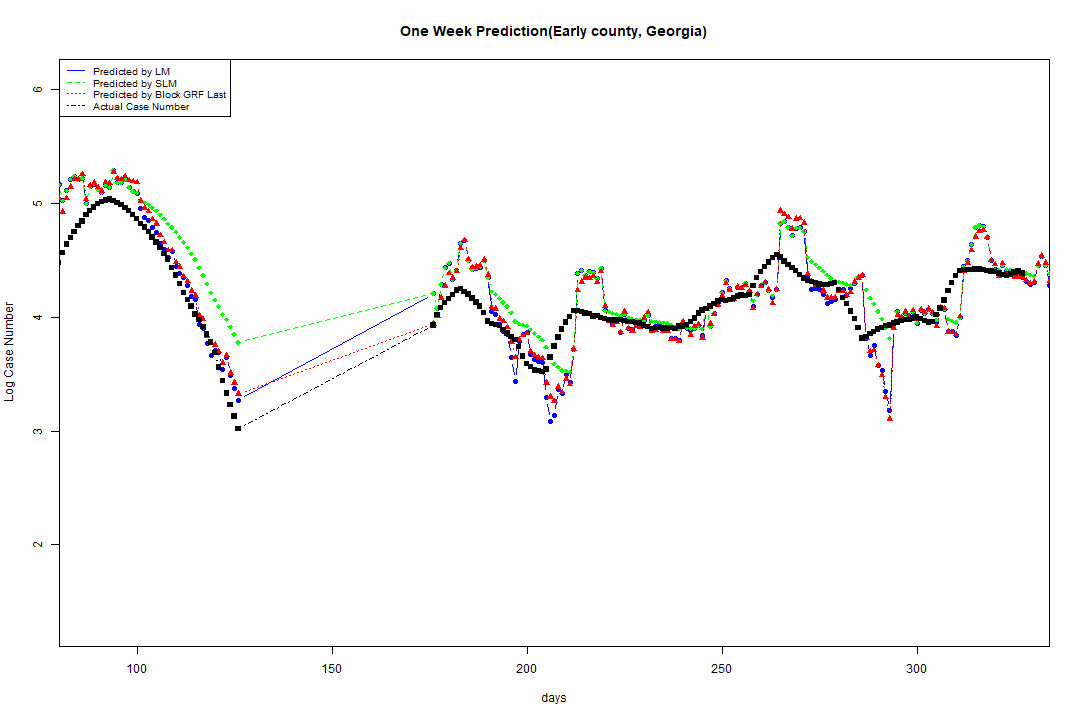 One Week Prediction(Early county, Georgia)
Predicted by LM
Predicted by SLM
Predicted by Block GRF Last
Actual Case Number
6
5
4
3
2
Log Case Number
100
150
200
250
300
days